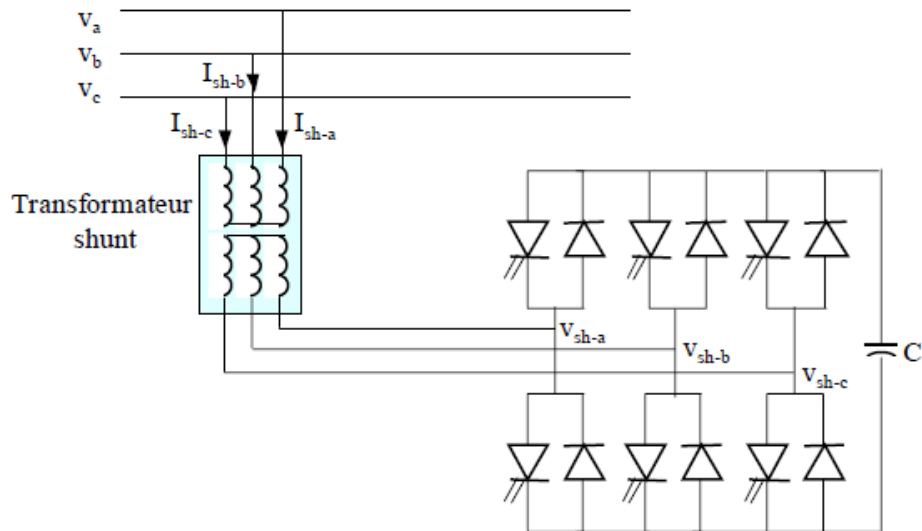 va
vb
Ish-b
vc
Ish-c
Ish-a
Transformateur
shunt
vsh-a
vsh-b
vsh-c
C